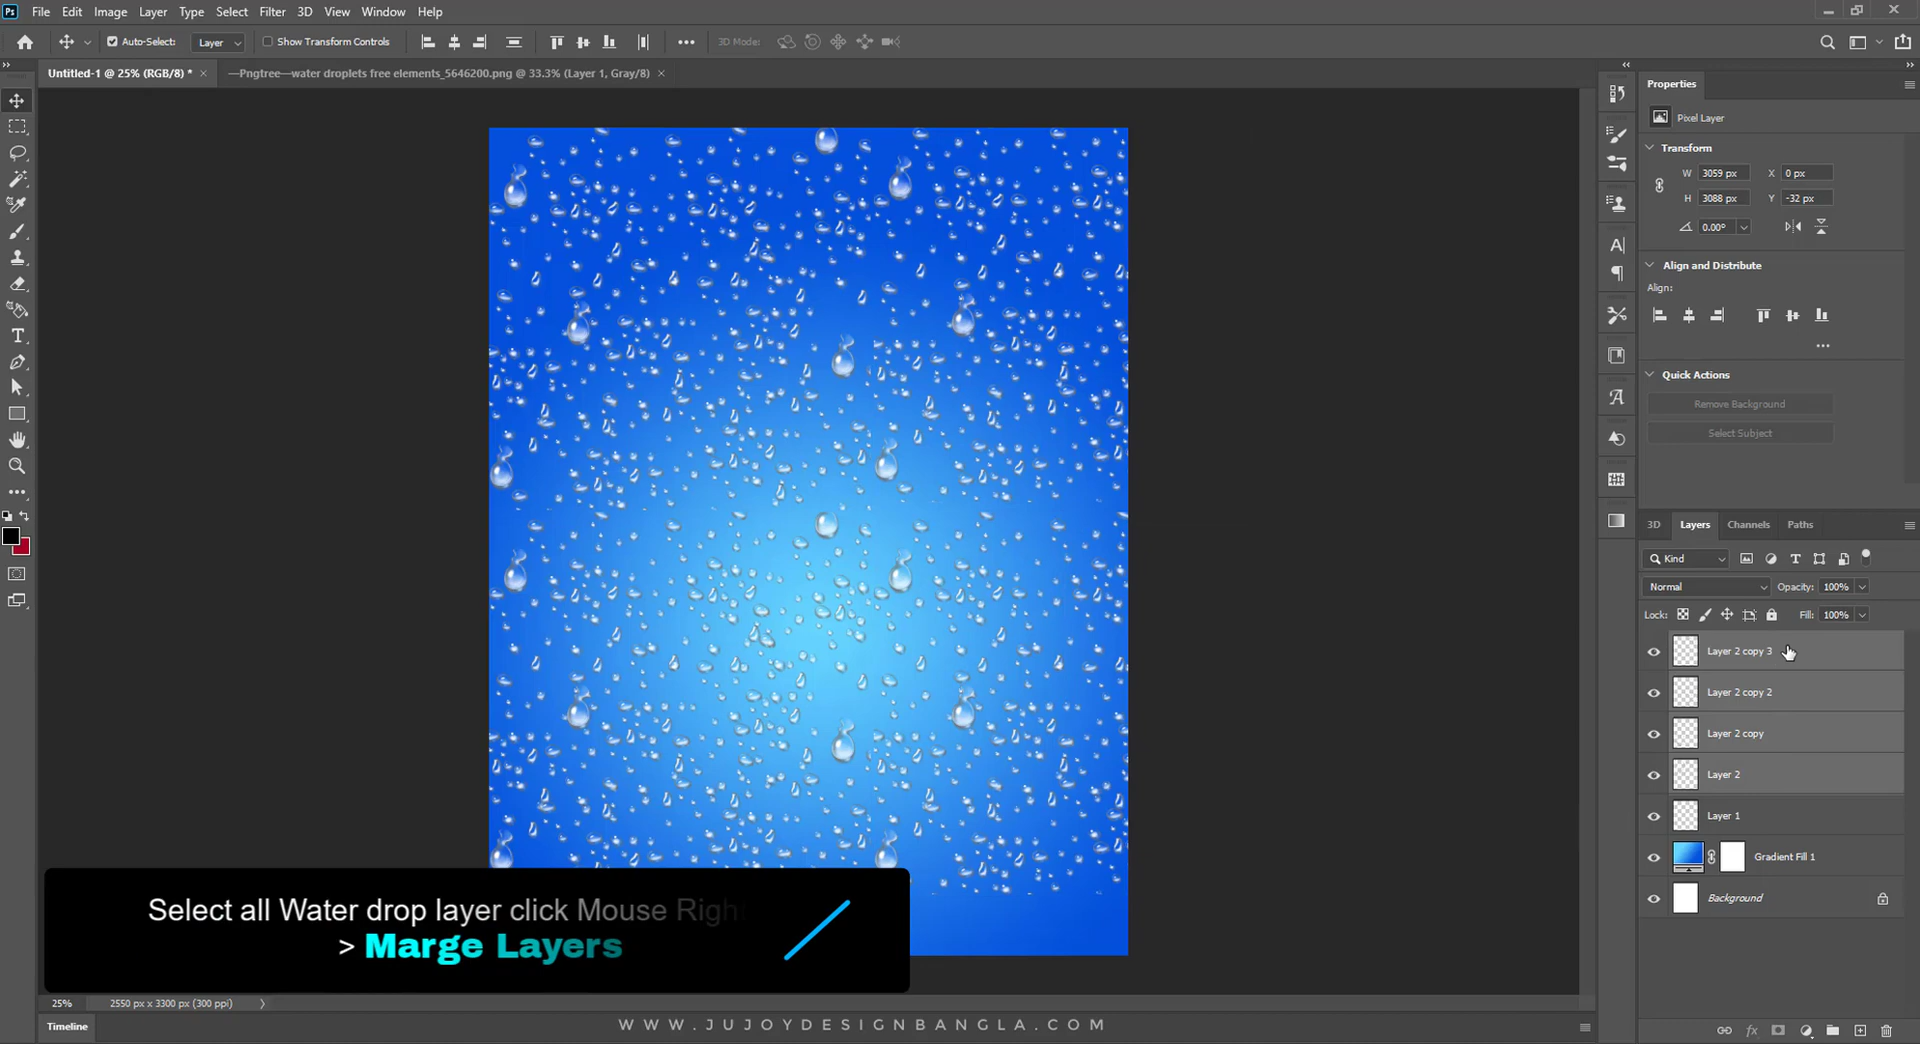 Ps File Edit Image Layer Type Select Filter 3D View Window Help
Auto-Select: Layer Show Transform Controls 3D Mode:
Untitled-1 @ 25% (RGB/8) * —Pngtree—water droplets free elements_5646200.png @ 33.3% (Layer 1, Gray/8)
Properties
Pixel Layer
Transform
W 3059 px X 0 px
H 3088 px Y -32 px
0.00°
Align and Distribute
Align:
Quick Actions
Remove Background
Select Subject
3D Layers Channels Paths
Kind
Normal Opacity: 100%
Lock: Fill: 100%
Layer 2 copy 3
Layer 2 copy 2
Layer 2 copy
Layer 2
Layer 1
Gradient Fill 1
Background
Select all Water drop layer click Mouse Righ
> Marge Layers
25% 2550 px x 3300 px (300 ppi)
Timeline
WWW.JUJOYDESIGNBANGLA.COM